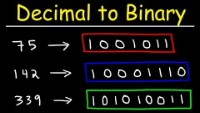 Decimal to Binary
75 → 1001011
142 → 10001110
339 → 101010011